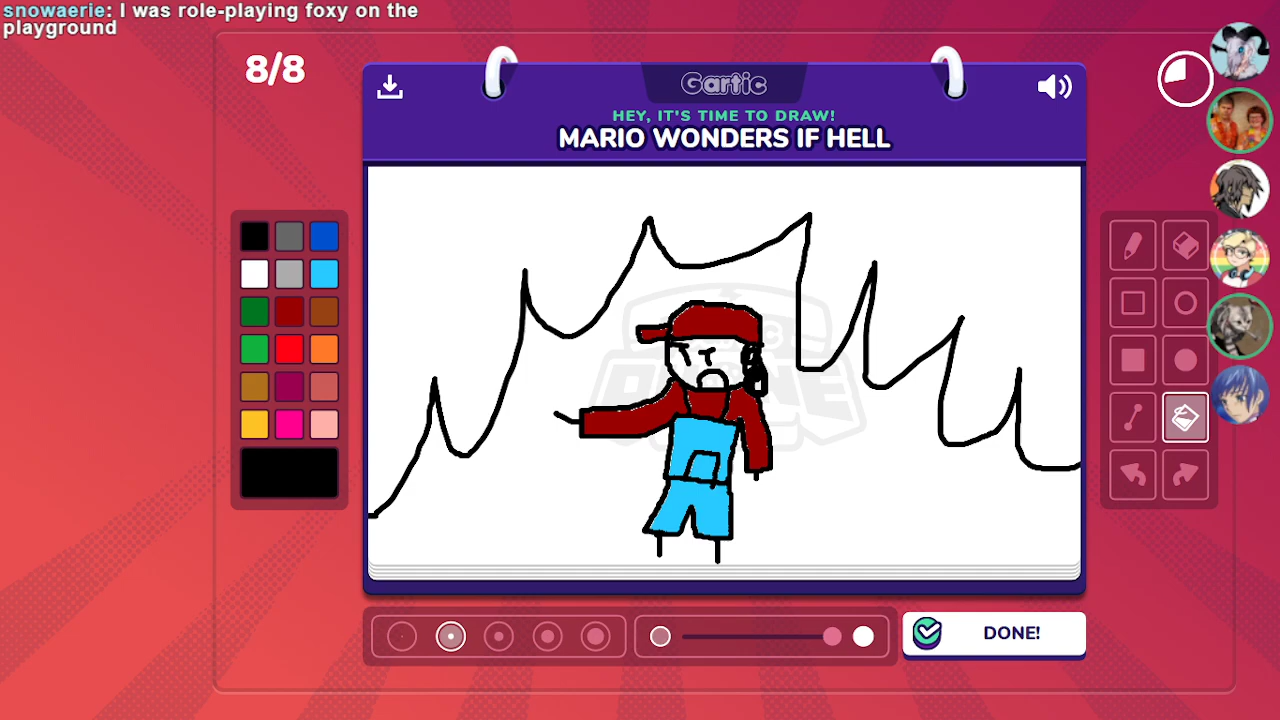 snowaerie: I was role-playing foxy on the
playground
8/8
Gartic
HEY, IT'S TIME TO DRAW!
MARIO WONDERS IF HELL
DONE!